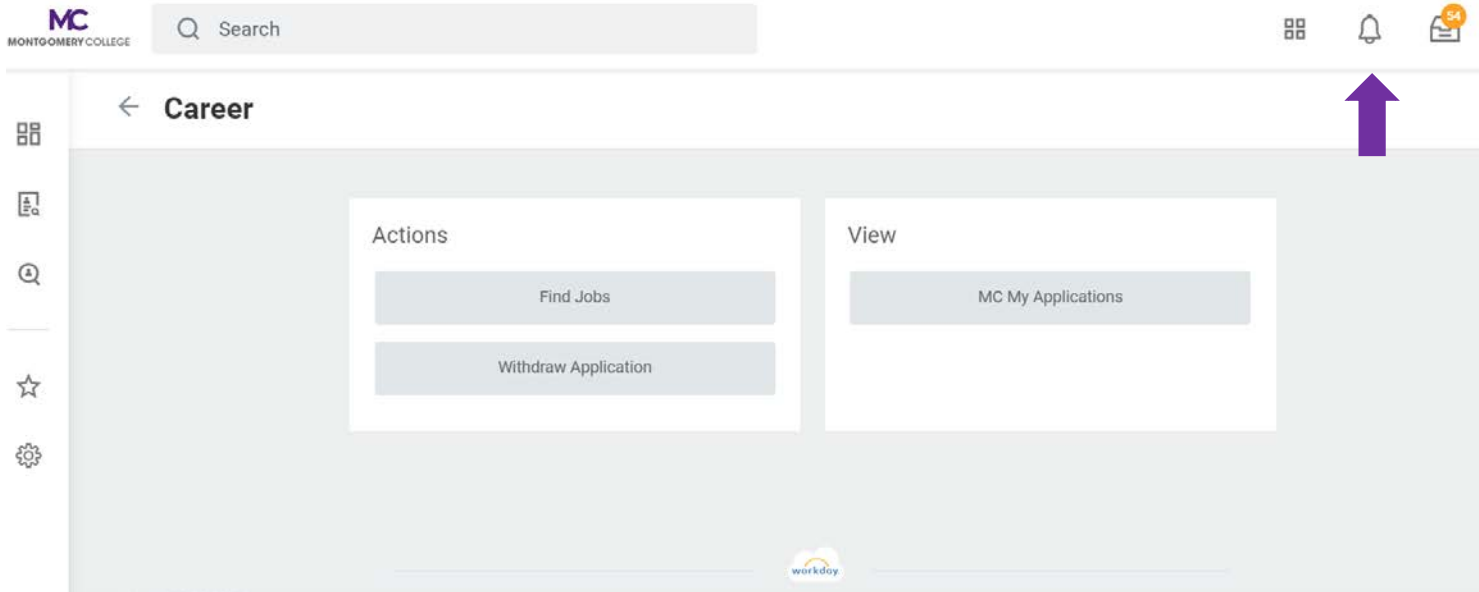 MC
MONTGOMERY COLLEGE
Search
54
Career
Actions
View
Find Jobs
MC My Applications
Withdraw Application
workday.